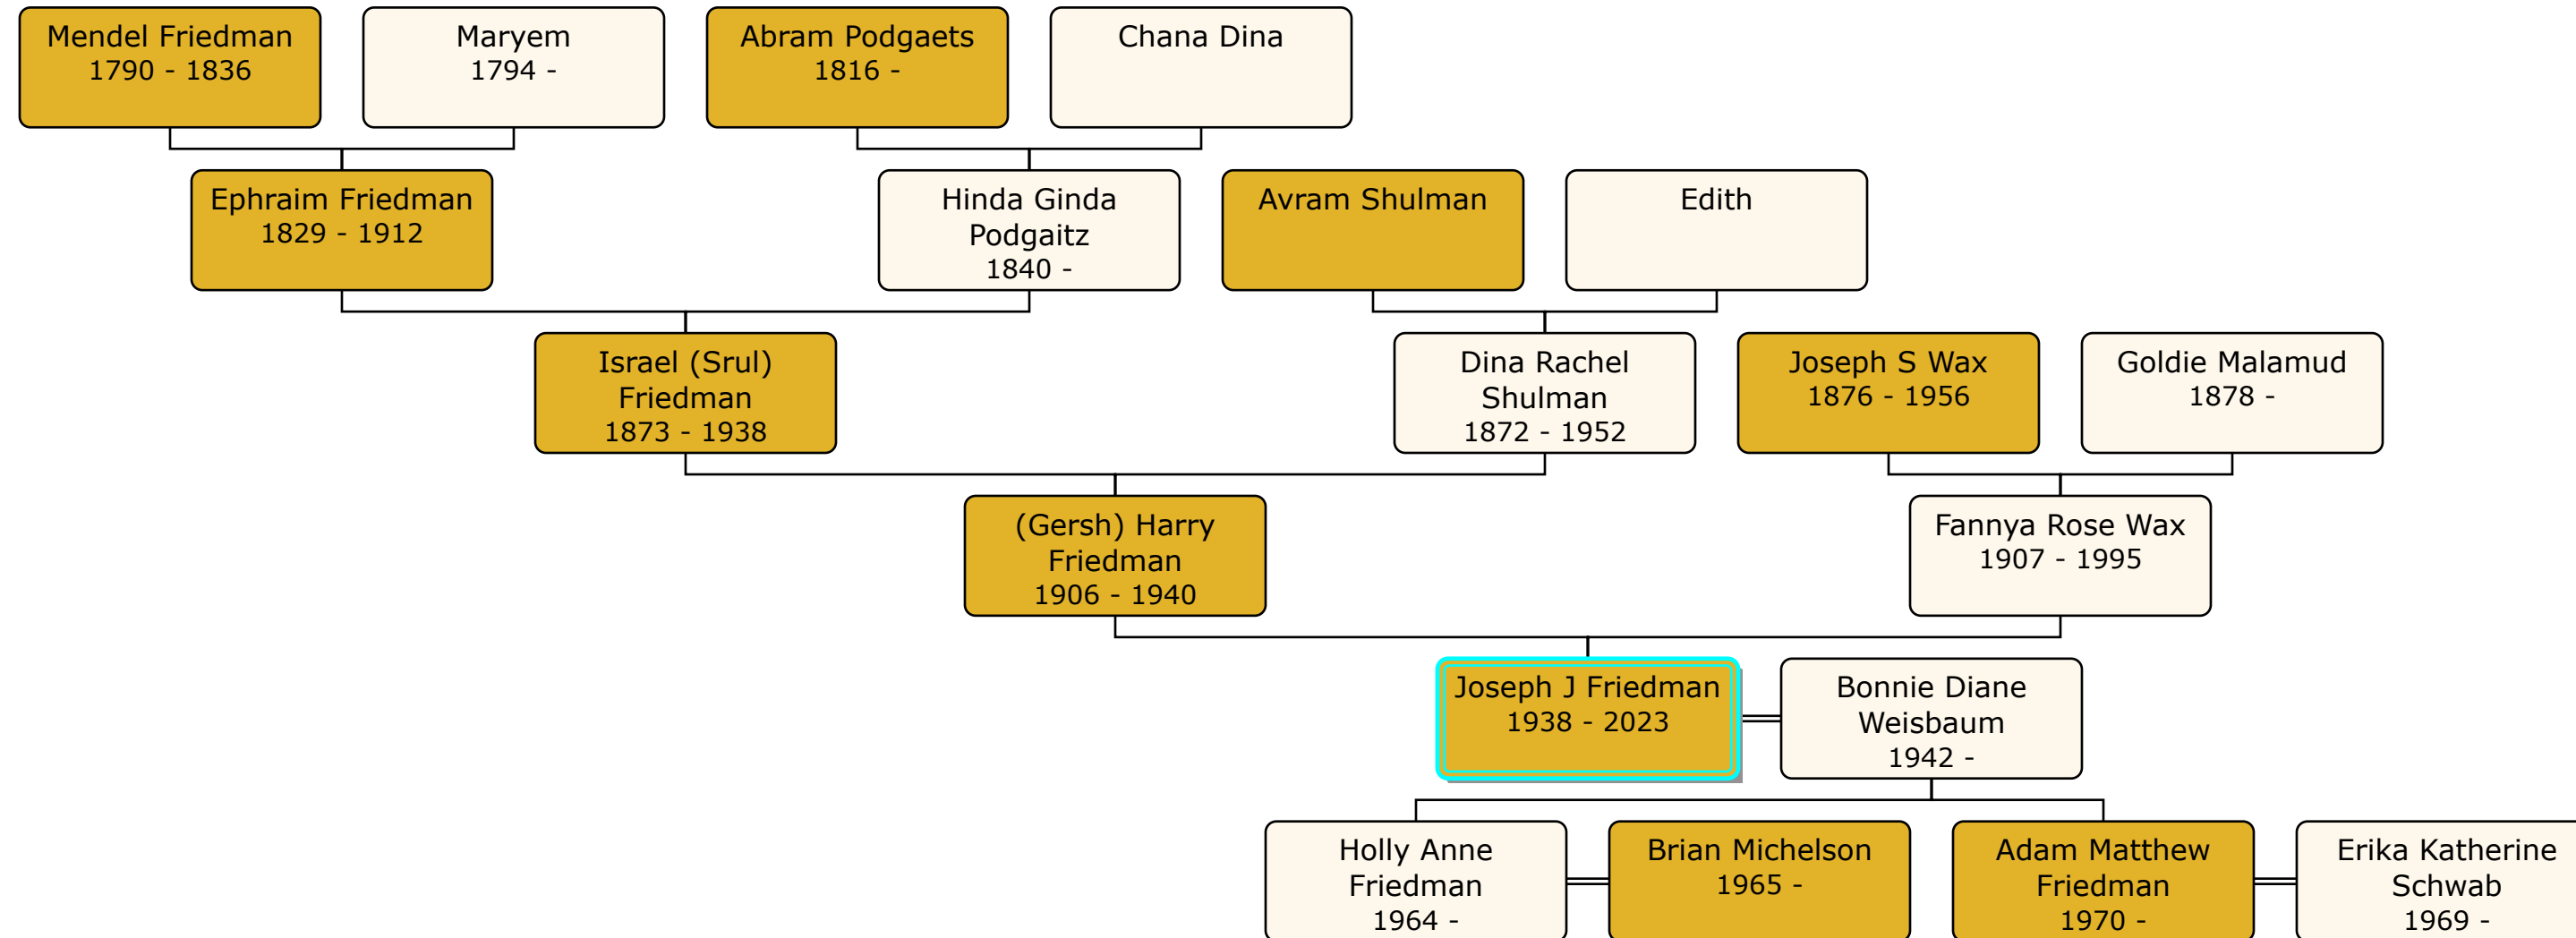 Mendel Friedman
1790 - 1836
Maryem
1794 -
Abram Podgaets
1816 -
Chana Dina
Ephraim Friedman
1829 - 1912
Hinda Ginda
Podgaitz
1840 -
Avram Shulman
Edith
Israel (Srul)
Friedman
1873 - 1938
Dina Rachel
Shulman
1872 - 1952
Joseph S Wax
1876 - 1956
Goldie Malamud
1878 -
(Gersh) Harry
Friedman
1906 - 1940
Fannya Rose Wax
1907 - 1995
Joseph J Friedman
1938 - 2023
Bonnie Diane
Weisbaum
1942 -
Holly Anne
Friedman
1964 -
Brian Michelson
1965 -
Adam Matthew
Friedman
1970 -
Erika Katherine
Schwab
1969 -